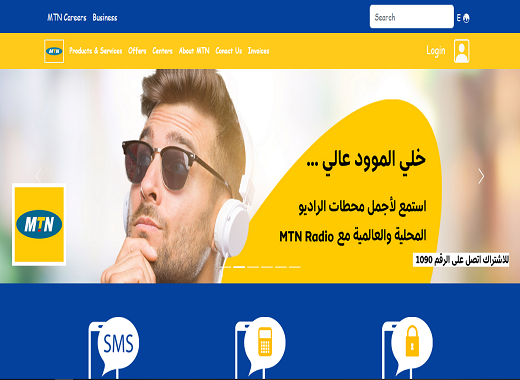 MTN Careers Business
Search
E
MTN
Products & Services Offers Centers About MTN Conact Us Invoices
Login
خلي الموود عالي ...
استمع لأجمل محطات الراديو
المحلية والعالمية مع MTN Radio
MTN
للاشتراك اتصل على الرقم 1090
SMS